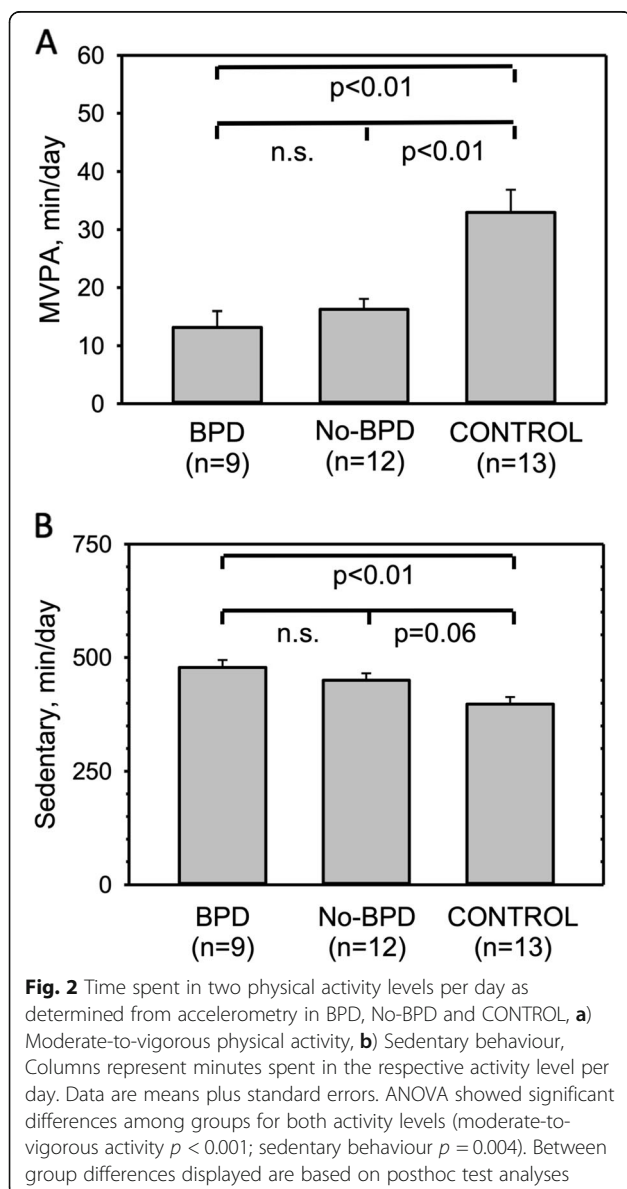 A
60
50
40
30
20
10
0
MVPA, min/day
p<0.01
n.s. p<0.01
BPD No-BPD CONTROL
(n=9) (n=12) (n=13)
B
750
500
250
0
Sedentary, min/day
p<0.01
n.s. p=0.06
BPD No-BPD CONTROL
(n=9) (n=12) (n=13)
Fig. 2 Time spent in two physical activity levels per day as
determined from accelerometry in BPD, No-BPD and CONTROL, a)
Moderate-to-vigorous physical activity, b) Sedentary behaviour,
Columns represent minutes spent in the respective activity level per
day. Data are means plus standard errors. ANOVA showed significant
differences among groups for both activity levels (moderate-to-
vigorous activity p < 0.001; sedentary behaviour p = 0.004). Between
group differences displayed are based on posthoc test analyses